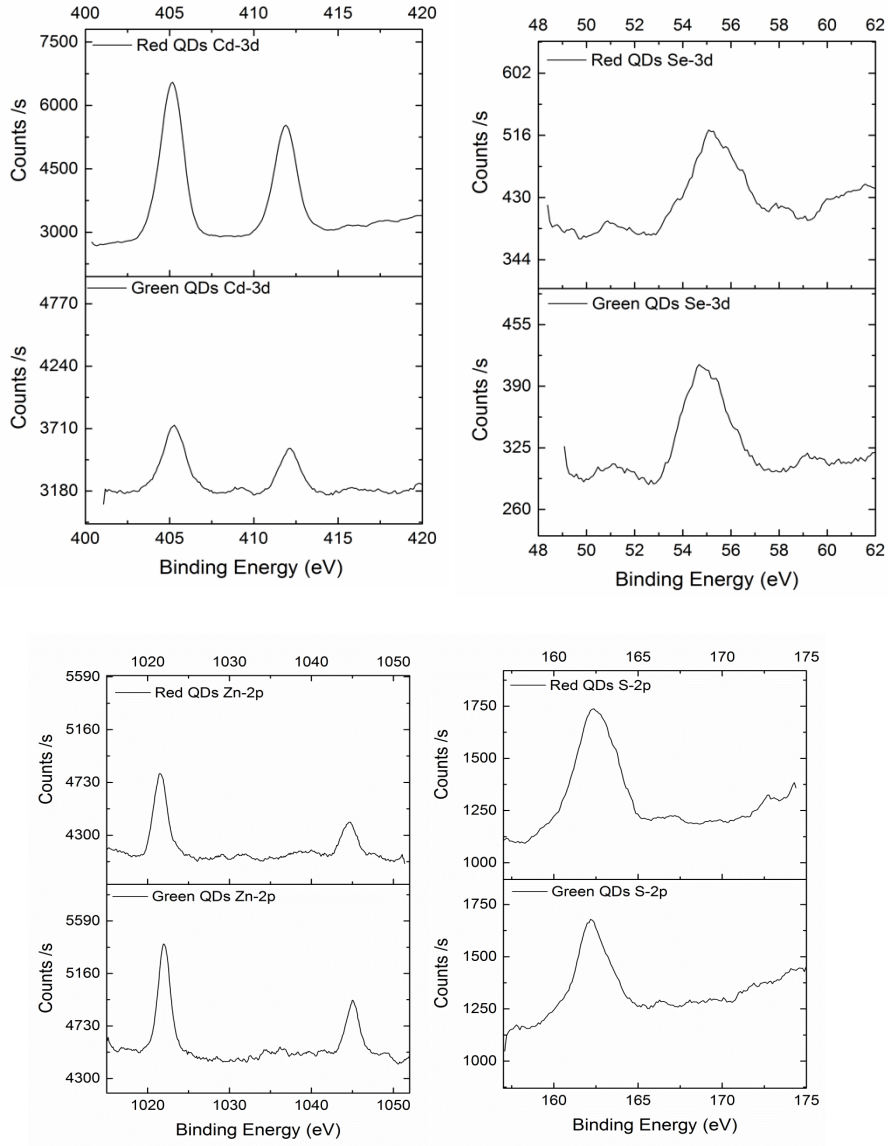 400 405 410 415 420
7500
Red QDs Cd-3d
6000
4500
3000
Counts /s
Green QDs Cd-3d
4770
4240
3710
3180
Counts /s
400 405 410 415 420
Binding Energy (eV)
48 50 52 54 56 58 60 62
602
Red QDs Se-3d
516
430
344
Counts /s
Green QDs Se-3d
455
390
325
260
Counts /s
48 50 52 54 56 58 60 62
Binding Energy (eV)
1020 1030 1040 1050
5590
Red QDs Zn-2p
5160
4730
4300
Counts /s
Green QDs Zn-2p
5590
5160
4730
4300
Counts /s
1020 1030 1040 1050
Binding Energy (eV)
160 165 170 175
Red QDs S-2p
1750
1500
1250
1000
Counts /s
Green QDs S-2p
1750
1500
1250
1000
Counts /s
160 165 170 175
Binding Energy (eV)